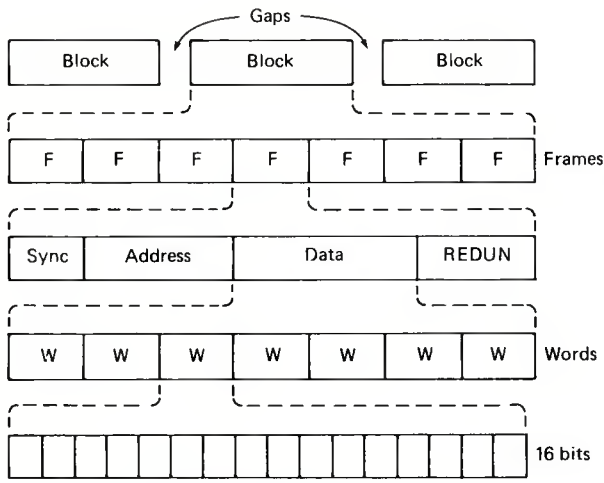 Gaps
Block Block Block
F F F F F F F Frames
Sync Address Data REDUN
W W W W W W W Words
16 bits